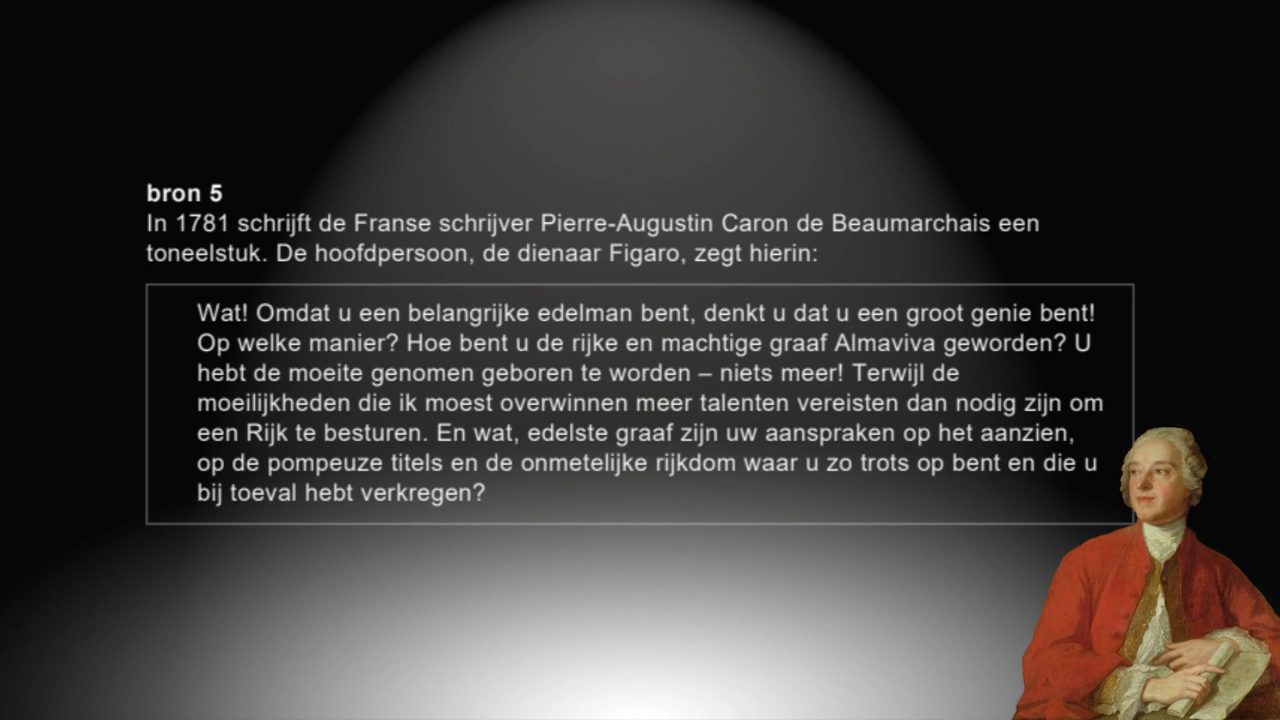 bron 5
In 1781 schrijft de Franse schrijver Pierre-Augustin Caron de Beaumarchais een
toneelstuk. De hoofdpersoon, de dienaar Figaro, zegt hierin:
Wat! Omdat u een belangrijke edelman bent, denkt u dat u een groot genie bent!
Op welke manier? Hoe bent u de rijke en machtige graaf Almaviva geworden? U
hebt de moeite genomen geboren te worden – niets meer! Terwijl de
moeilijkheden die ik moest overwinnen meer talenten vereisten dan nodig zijn om
een Rijk te besturen. En wat, edelste graaf zijn uw aanspraken op het aanzien,
op de pompeuze titels en de onmetelijke rijkdom waar u zo trots op bent en die u
bij toeval hebt verkregen?